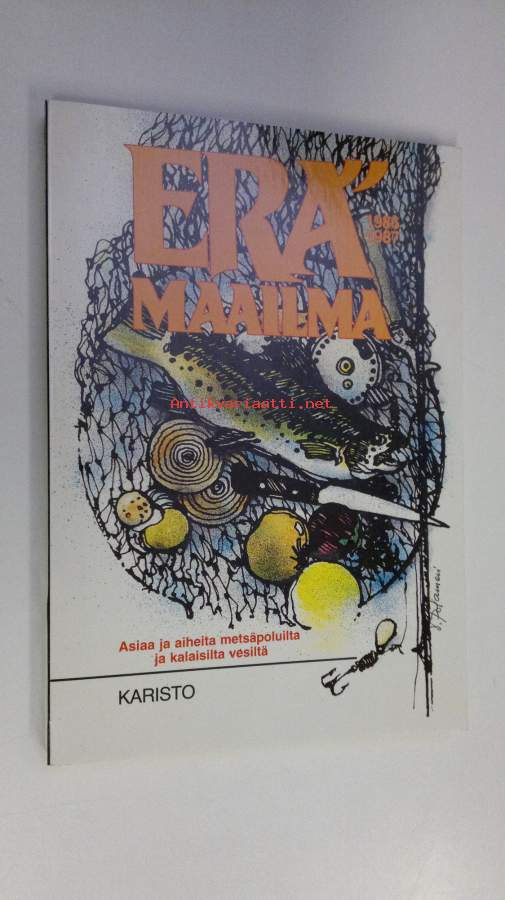 ERÄ
1986
1987
MAAILMA
Antikvariaatti.net
Asiaa ja aiheita metsäpoluilta
ja kalaisilta vesiltä
KARISTO